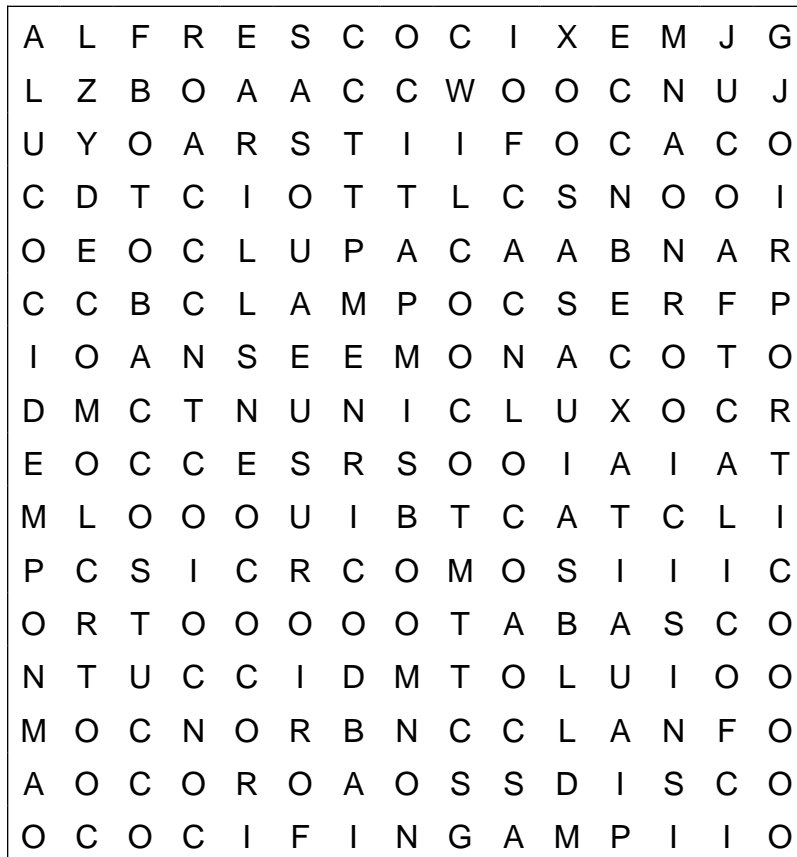 A L F R E S C O C I X E M J G
L Z B O A A C C W O O C N U J
U Y O A R S T I I F O C A C O
C D T C I O T T L C S N O O I
O E O C L U P A C A A B N A R
C C B C L A M P O C S E R F P
I O A N S E E M O N A C O T O
D M C T N U N I C L U X O C R
E O C C E S R S O O I A I A T
M L O O O U I B T C A T C L I
P C S I C R C O M O S I I I C
O R T O O O O O T A B A S C O
N T U C C I D M T O L U I O O
M O C N O R B N C C L A N F O
A O C O R O A O S S D I S C O
O C O C I F I N G A M P I I O